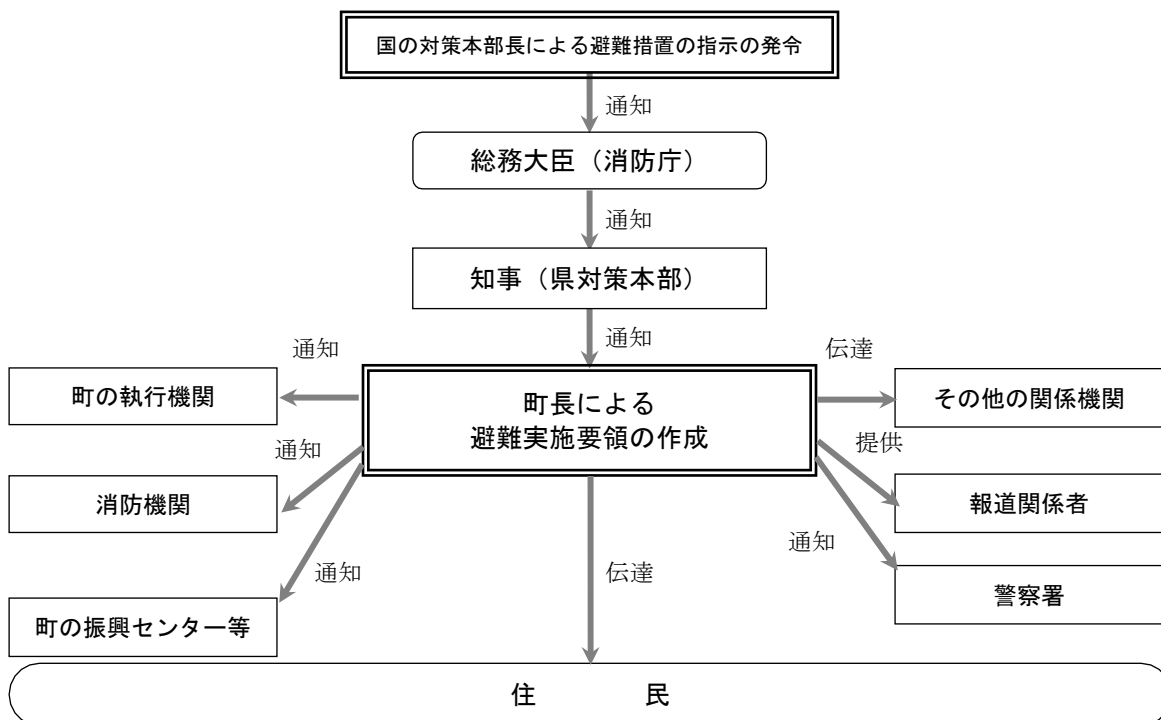 国の対策本部長による避難措置の指示の発令
通知
総務大臣（消防庁）
通知
知事（県対策本部）
通知
通知
伝達
町の執行機関
町長による
避難実施要領の作成
その他の関係機関
通知
提供
消防機関
報道関係者
通知
伝達
通知
町の振興センター等
警察署
住　　　民